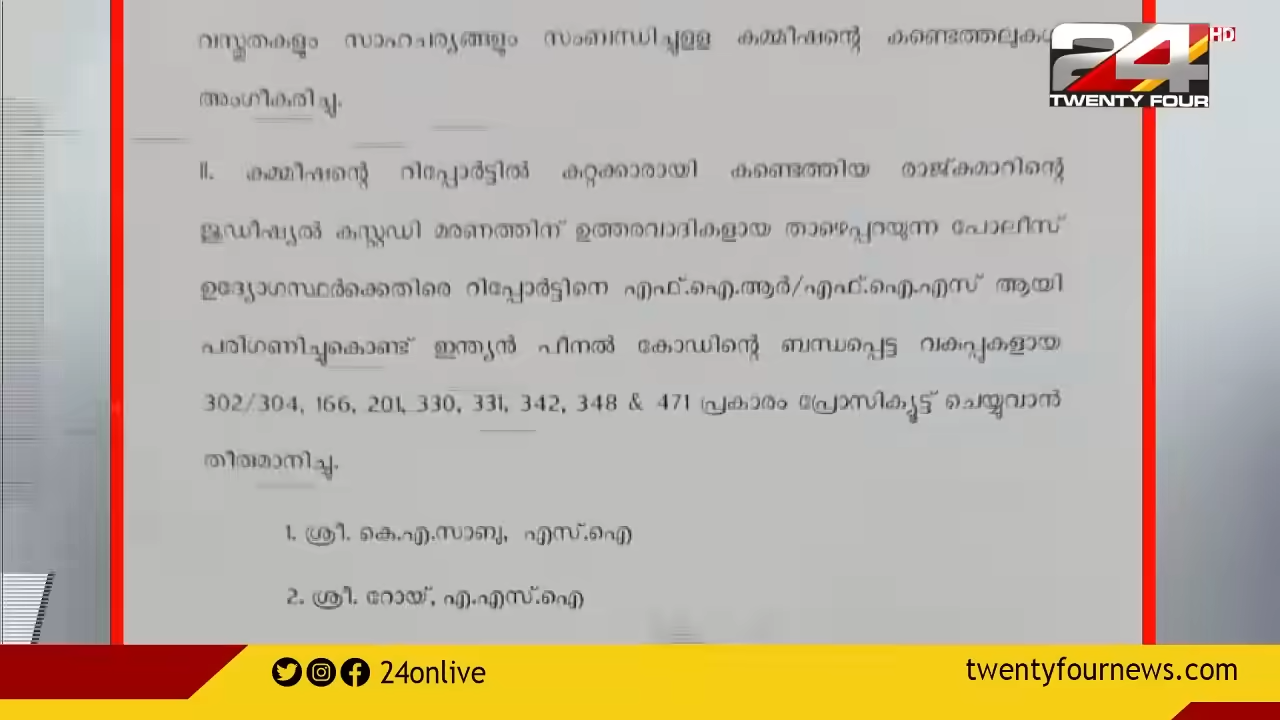 വസ്തുതകളും സാഹചര്യങ്ങളും സംബന്ധിച്ചുളള കമ്മീഷന്റെ കണ്ടെത്തലുകൾ
അംഗീകരിച്ചു.
II. കമ്മീഷന്റെ റിപ്പോർട്ടിൽ കുറ്റക്കാരായി കണ്ടെത്തിയ രാജ്കുമാറിന്റെ
ജുഡീഷ്യൽ കസ്റ്റഡി മരണത്തിന് ഉത്തരവാദികളായ താഴെപ്പറയുന്ന പോലീസ്
ഉദ്യോഗസ്ഥർക്കെതിരെ റിപ്പോർട്ടിനെ എഫ്.ഐ.ആർ/എഫ്.ഐ.എസ് ആയി
പരിഗണിച്ചുകൊണ്ട് ഇന്ത്യൻ പീനൽ കോഡിന്റെ ബന്ധപ്പെട്ട വകുപ്പുകളായ
302/304, 166, 201, 330, 331, 342, 348 & 471 പ്രകാരം പ്രോസിക്യൂട്ട് ചെയ്യുവാൻ
തീരുമാനിച്ചു.
1. ശ്രീ. കെ.എ.സാബു, എസ്.ഐ
2. ശ്രീ. റോയ്, എ.എസ്.ഐ
24 HD
TWENTY FOUR
24onlive
twentyfournews.com